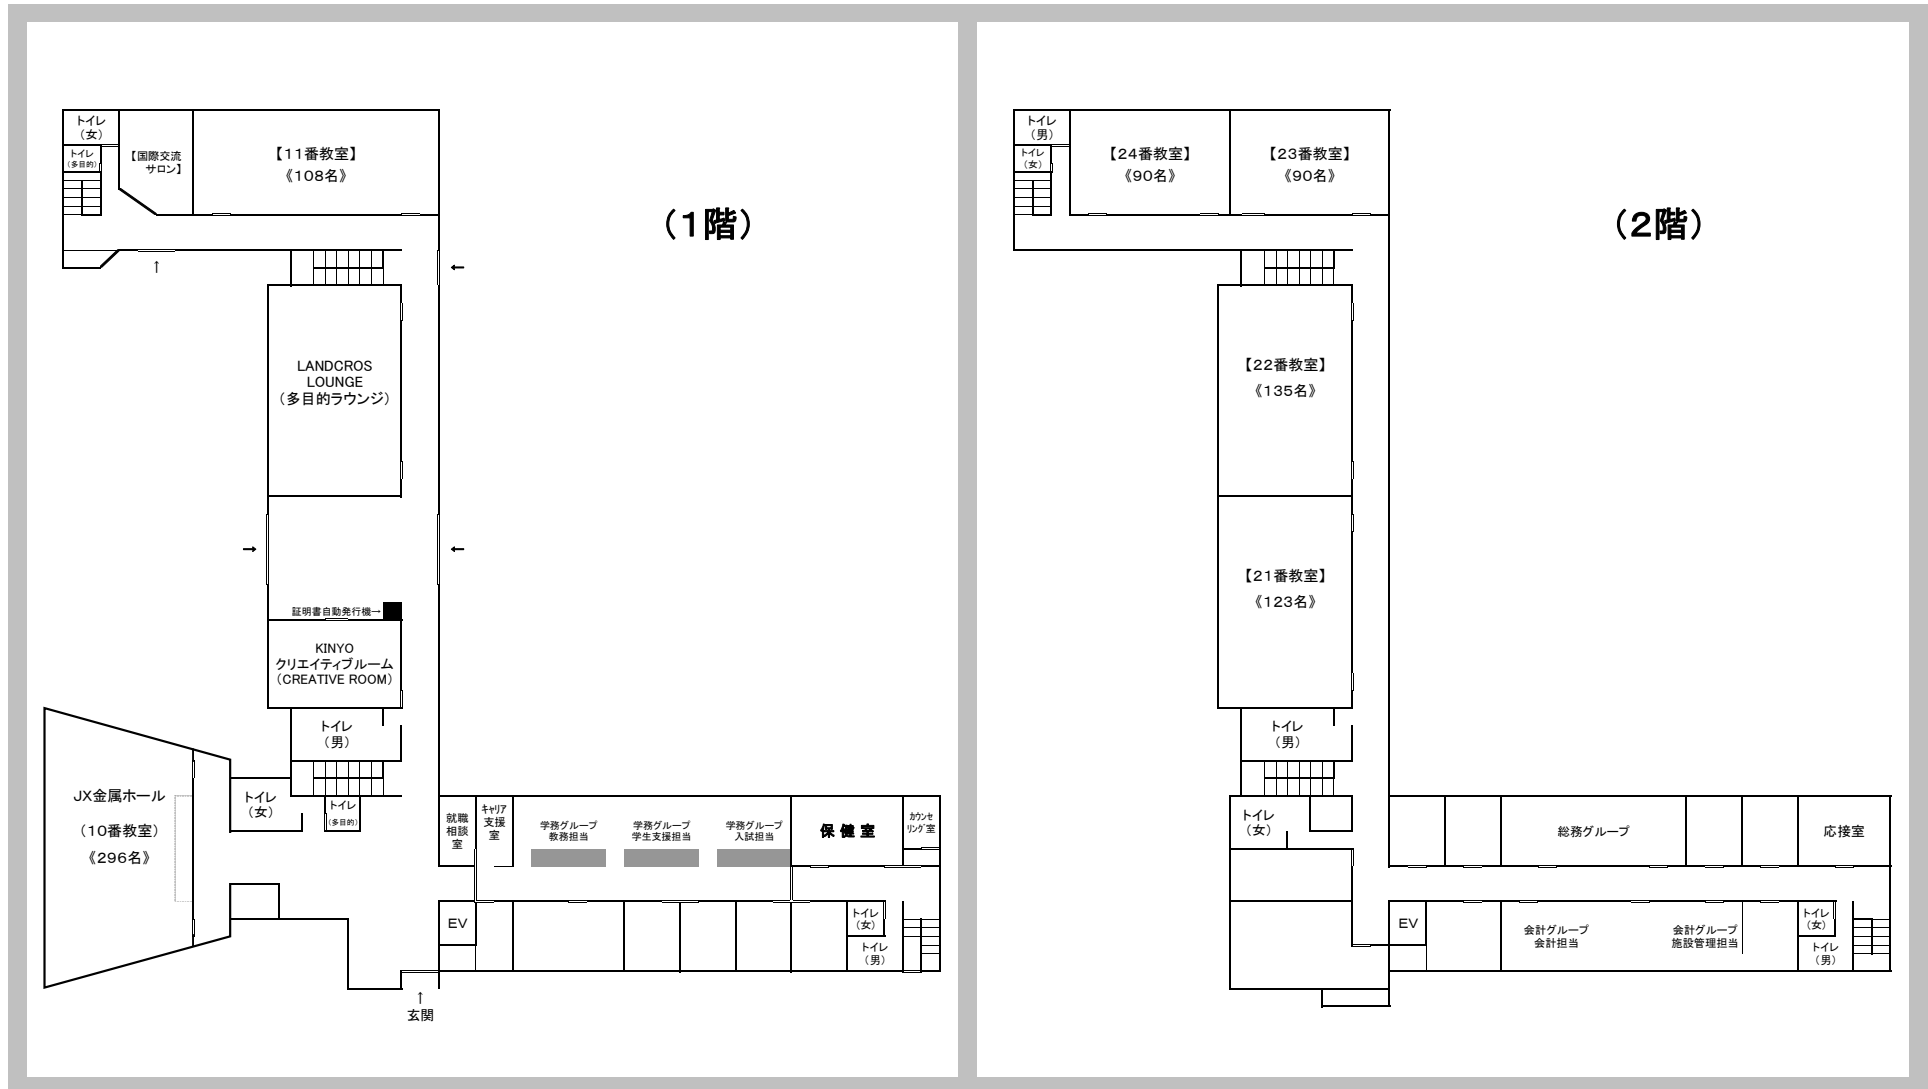 （1階）
トイレ
（女）
トイレ
（多目的）
【国際交流
サロン】
【11番教室】
《108名》
↑
←
LANDCROS
LOUNGE
（多目的ラウンジ）
→
←
証明書自動発行機→
KINYO
クリエイティブルーム
（CREATIVE ROOM）
トイレ
（男）
JX金属ホール
（10番教室）
《296名》
トイレ
（女）
トイレ
（多目的）
就職
相談
室
キャリア
支援
室
学務グループ
教務担当
学務グループ
学生支援担当
学務グループ
入試担当
保 健 室
カウンセ
リング室
EV
トイレ
（女）
トイレ
（男）
↑
玄関
（2階）
トイレ
（男）
トイレ
（女）
【24番教室】
《90名》
【23番教室】
《90名》
【22番教室】
《135名》
【21番教室】
《123名》
トイレ
（男）
トイレ
（女）
総務グループ
応接室
EV
会計グループ
会計担当
会計グループ
施設管理担当
トイレ
（女）
トイレ
（男）